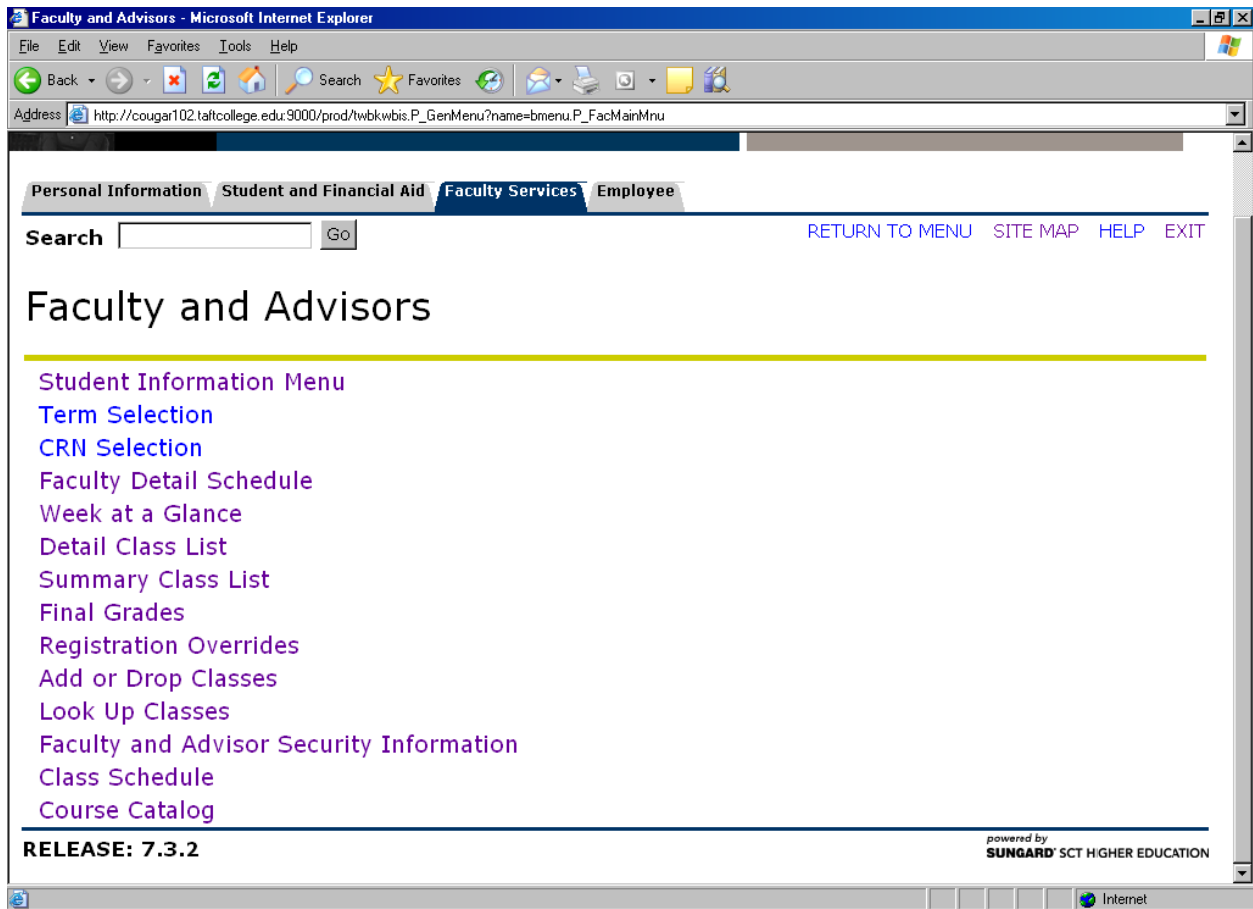 Faculty and Advisors - Microsoft Internet Explorer
File Edit View Favorites Tools Help
Back Search Favorites
Address http://cougar102.taftcollege.edu:9000/prod/twbkwbis.P_GenMenu?name=bmenu.P_FacMainMnu
Personal Information Student and Financial Aid Faculty Services Employee
Search Go RETURN TO MENU SITE MAP HELP EXIT
Faculty and Advisors
Student Information Menu
Term Selection
CRN Selection
Faculty Detail Schedule
Week at a Glance
Detail Class List
Summary Class List
Final Grades
Registration Overrides
Add or Drop Classes
Look Up Classes
Faculty and Advisor Security Information
Class Schedule
Course Catalog
powered by
RELEASE: 7.3.2 SUNGARD' SCT HIGHER EDUCATION
Internet